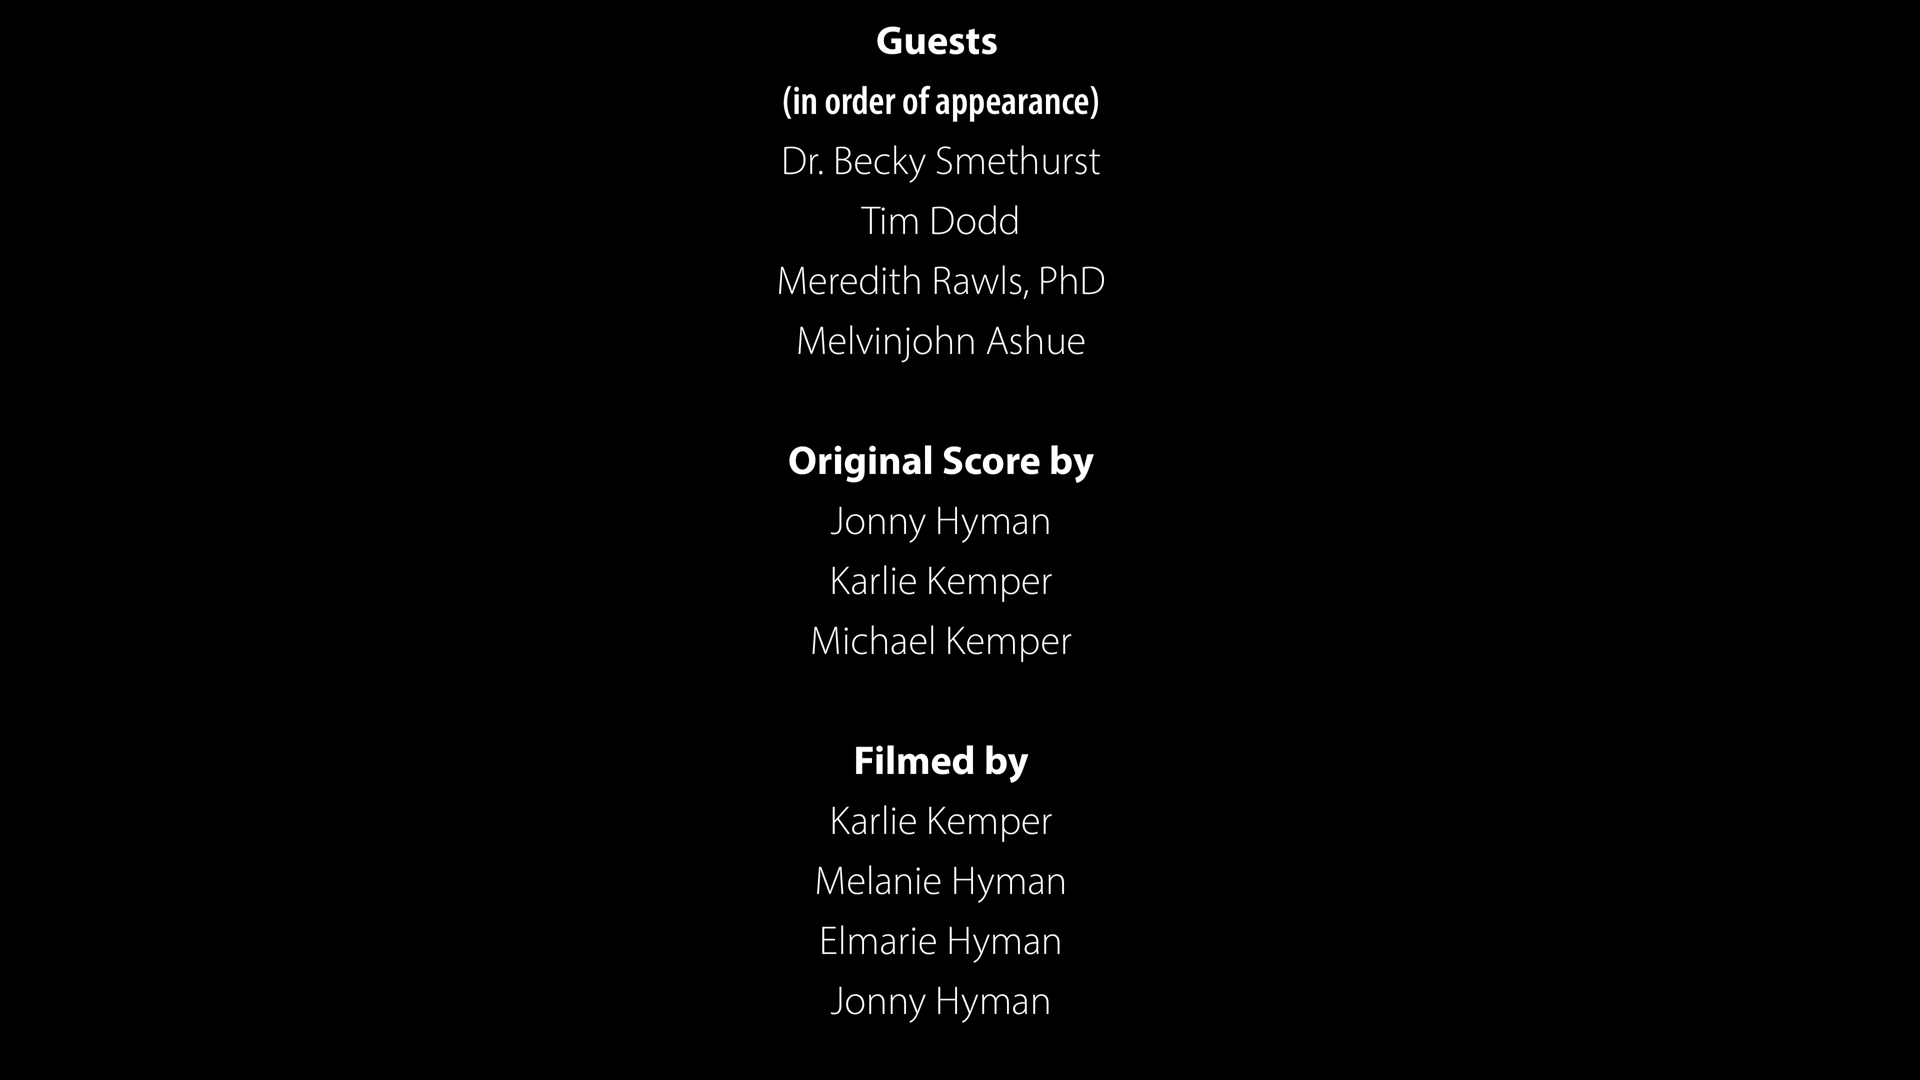 Guests
(in order of appearance)
Dr. Becky Smethurst
Tim Dodd
Meredith Rawls, PhD
Melvinjohn Ashue
Original Score by
Jonny Hyman
Karlie Kemper
Michael Kemper
Filmed by
Karlie Kemper
Melanie Hyman
Elmarie Hyman
Jonny Hyman